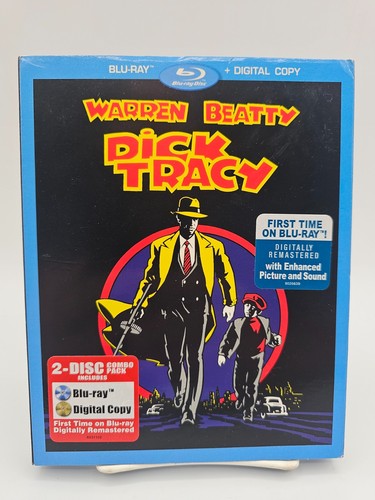 BLU-RAY™ Blu-ray Disc + DIGITAL COPY
WARREN BEATTY
DICK
TRACY
FIRST TIME
ON BLU-RAY™!
DIGITALLY
REMASTERED
with Enhanced
Picture and Sound
2-DISC COMBO PACK
INCLUDES
Blu-ray™
Digital Copy
First Time on Blu-ray
Digitally Remastered